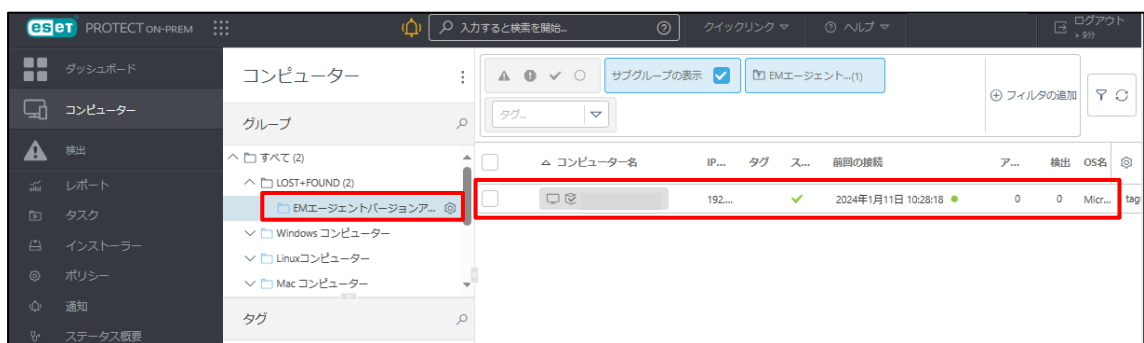 eseT PROTECT ON-PREM
入力すると検索を開始...
クイックリンク
ヘルプ
ログアウト
> 9分
ダッシュボード
コンピューター
検出
レポート
タスク
インストーラー
ポリシー
通知
ステータス概要
コンピューター
グループ
すべて (2)
LOST+FOUND (2)
EMエージェントバージョンア...
Windows コンピューター
Linuxコンピューター
Mac コンピューター
タグ
サブグループの表示
EMエージェント...(1)
フィルタの追加
タグ...
コンピューター名 IP... タグ ス... 前回の接続 ア... 検出 OS名
192.... 2024年1月11日 10:28:18 0 0 Micr... tag